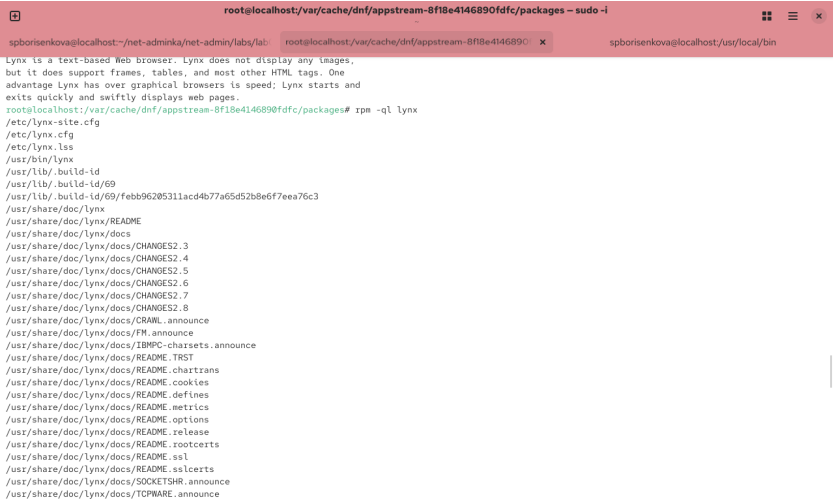 root@localhost:/var/cache/dnf/appstream-8f18e4146890fdfc/packages — sudo -i
spborisenkova@localhost:~/net-adminka/net-admin/labs/lab
root@localhost:/var/cache/dnf/appstream-8f18e4146890
spborisenkova@localhost:/usr/local/bin
Lynx is a text-based Web browser. Lynx does not display any images,
but it does support frames, tables, and most other HTML tags. One
advantage Lynx has over graphical browsers is speed; Lynx starts and
exits quickly and swiftly displays web pages.
root@localhost:/var/cache/dnf/appstream-8f18e4146890fdfc/packages# rpm -ql lynx
/etc/lynx-site.cfg
/etc/lynx.cfg
/etc/lynx.lss
/usr/bin/lynx
/usr/lib/.build-id
/usr/lib/.build-id/69
/usr/lib/.build-id/69/febb96205311acd4b77a65d52b8e6f7eea76c3
/usr/share/doc/lynx
/usr/share/doc/lynx/README
/usr/share/doc/lynx/docs
/usr/share/doc/lynx/docs/CHANGES2.3
/usr/share/doc/lynx/docs/CHANGES2.4
/usr/share/doc/lynx/docs/CHANGES2.5
/usr/share/doc/lynx/docs/CHANGES2.6
/usr/share/doc/lynx/docs/CHANGES2.7
/usr/share/doc/lynx/docs/CHANGES2.8
/usr/share/doc/lynx/docs/CRAWL.announce
/usr/share/doc/lynx/docs/FM.announce
/usr/share/doc/lynx/docs/IBMPC-charsets.announce
/usr/share/doc/lynx/docs/README.TRST
/usr/share/doc/lynx/docs/README.chartrans
/usr/share/doc/lynx/docs/README.cookies
/usr/share/doc/lynx/docs/README.defines
/usr/share/doc/lynx/docs/README.metrics
/usr/share/doc/lynx/docs/README.options
/usr/share/doc/lynx/docs/README.release
/usr/share/doc/lynx/docs/README.rootcerts
/usr/share/doc/lynx/docs/README.ssl
/usr/share/doc/lynx/docs/README.sslcerts
/usr/share/doc/lynx/docs/SOCKETSHR.announce
/usr/share/doc/lynx/docs/TCPWARE.announce